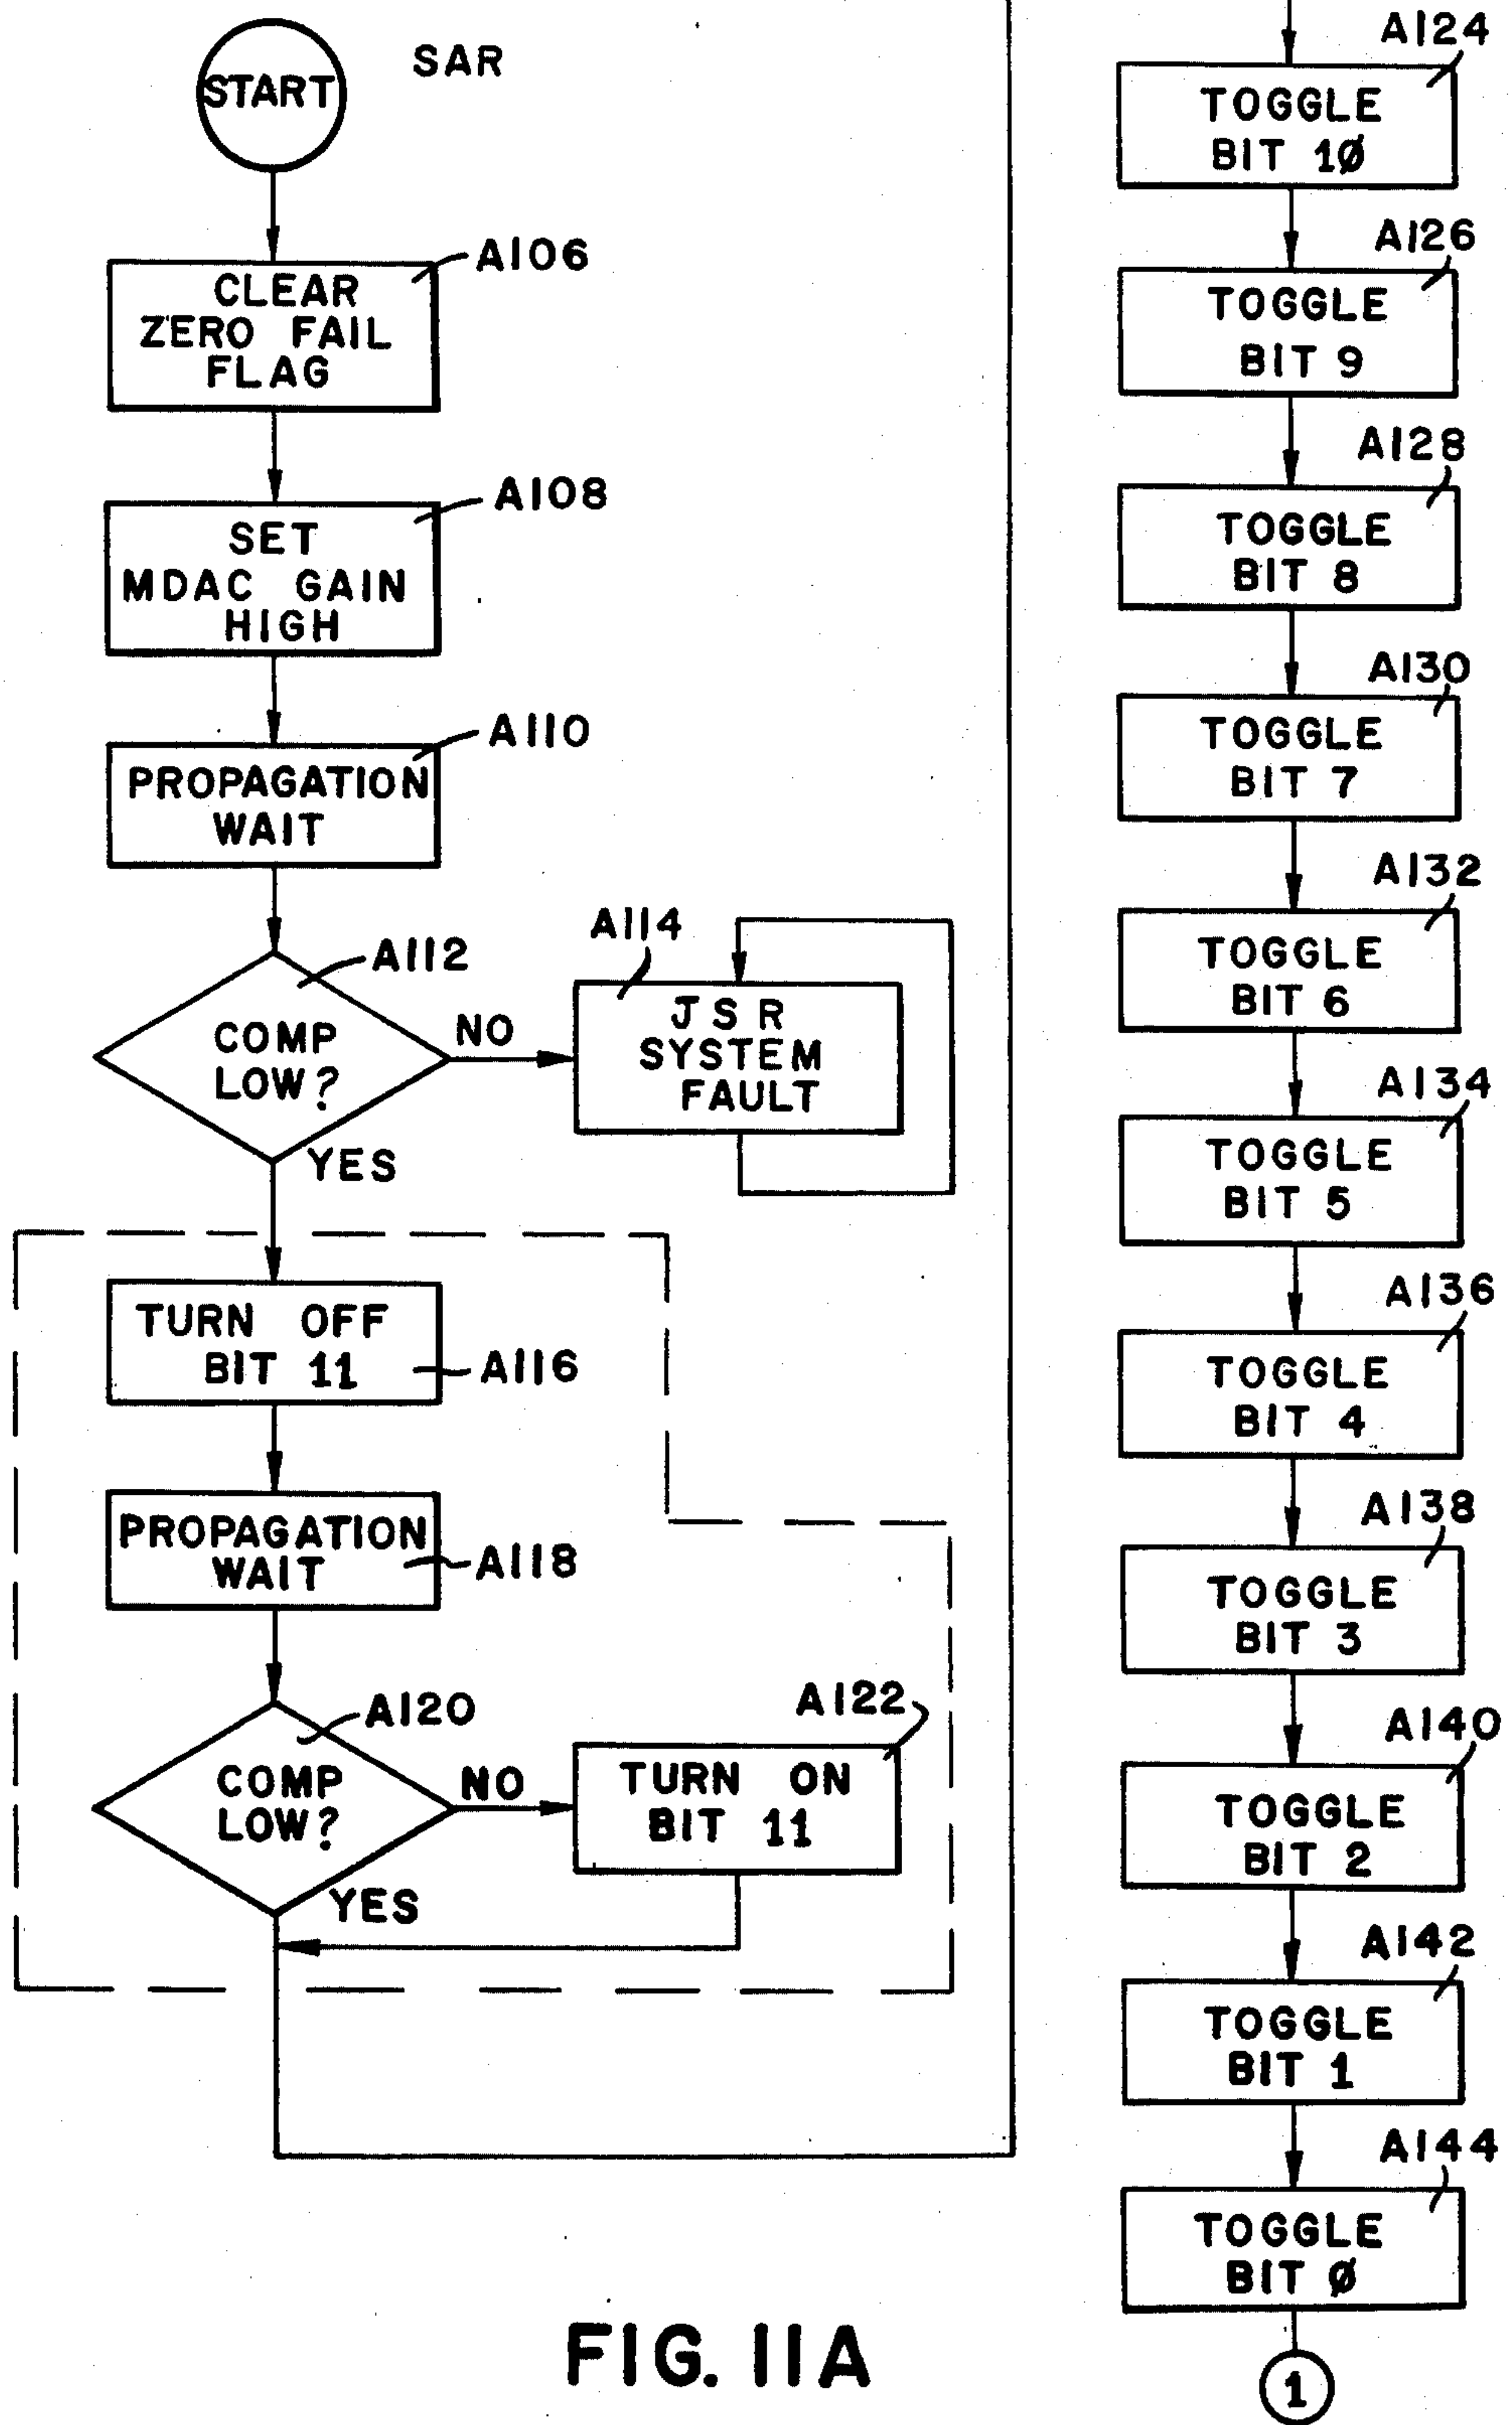 START
SAR
A106
CLEAR
ZERO FAIL
FLAG
A108
SET
MDAC GAIN
HIGH
A110
PROPAGATION
WAIT
A112
COMP
LOW?
NO
YES
A114
JSR
SYSTEM
FAULT
TURN OFF
BIT 11
A116
PROPAGATION
WAIT
A118
A120
COMP
LOW?
NO
YES
A122
TURN ON
BIT 11
A124
TOGGLE
BIT 1Ø
A126
TOGGLE
BIT 9
A128
TOGGLE
BIT 8
A130
TOGGLE
BIT 7
A132
TOGGLE
BIT 6
A134
TOGGLE
BIT 5
A136
TOGGLE
BIT 4
A138
TOGGLE
BIT 3
A140
TOGGLE
BIT 2
A142
TOGGLE
BIT 1
A144
TOGGLE
BIT Ø
1
FIG. 11A